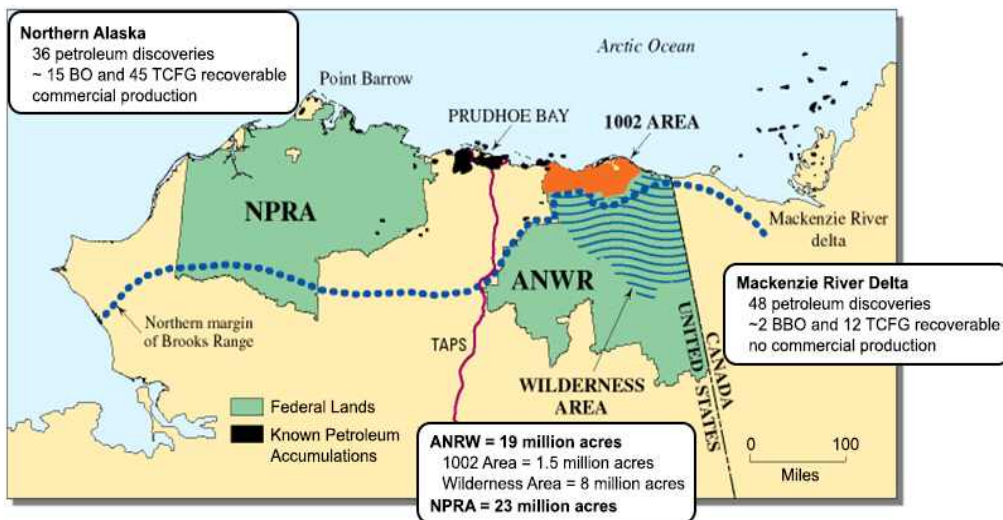 Northern Alaska
36 petroleum discoveries
~ 15 BO and 45 TCFG recoverable
commercial production
Arctic Ocean
Point Barrow
PRUDHOE BAY
1002 AREA
NPRA
Mackenzie River
delta
ANWR
Mackenzie River Delta
48 petroleum discoveries
~2 BBO and 12 TCFG recoverable
no commercial production
Northern margin
of Brooks Range
TAPS
WILDERNESS
AREA
CANADA
UNITED STATES
Federal Lands
Known Petroleum
Accumulations
ANRW = 19 million acres
1002 Area = 1.5 million acres
Wilderness Area = 8 million acres
NPRA = 23 million acres
0 100
Miles